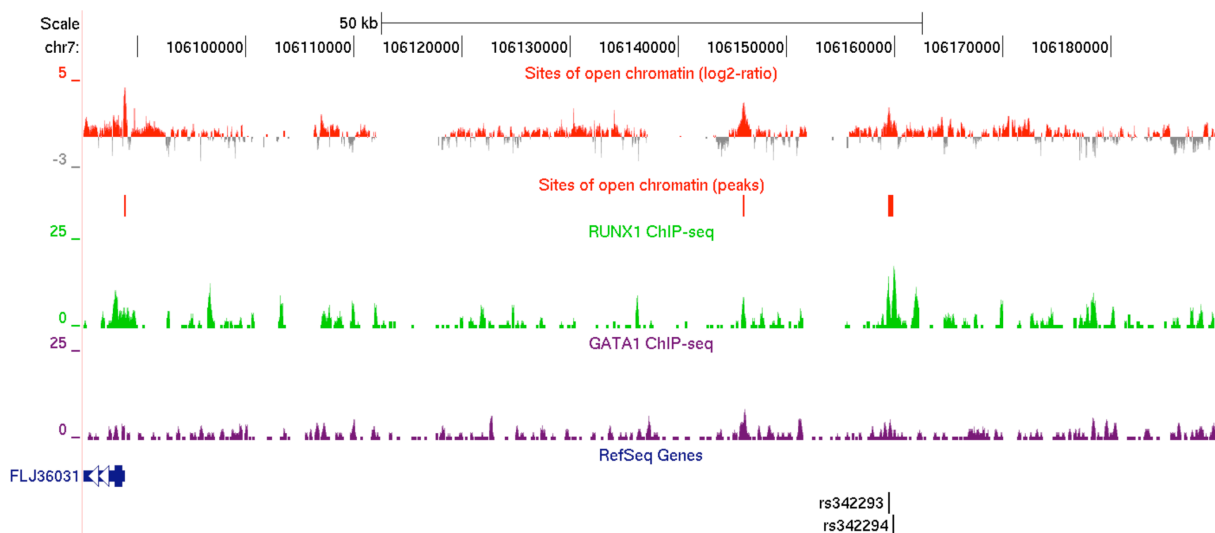 Scale 50 kb
chr7: 106100000 106110000 106120000 106130000 106140000 106150000 106160000 106170000 106180000
Sites of open chromatin (log2-ratio)
5
-3
Sites of open chromatin (peaks)
RUNX1 ChIP-seq
25
0
GATA1 ChIP-seq
25
0
RefSeq Genes
FLJ36031
rs342293
rs342294